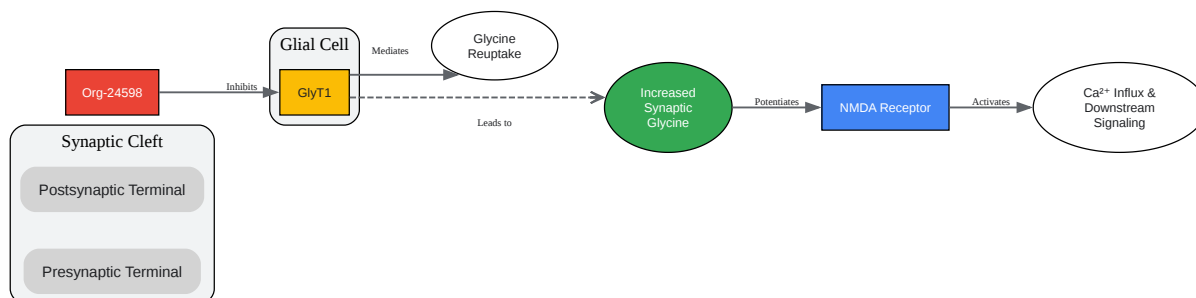 Org-24598
Inhibits
Glial Cell
GlyT1
Mediates
Glycine
Reuptake
Leads to
Increased
Synaptic
Glycine
Potentiates
NMDA Receptor
Activates
Ca²⁺ Influx &
Downstream
Signaling
Synaptic Cleft
Postsynaptic Terminal
Presynaptic Terminal